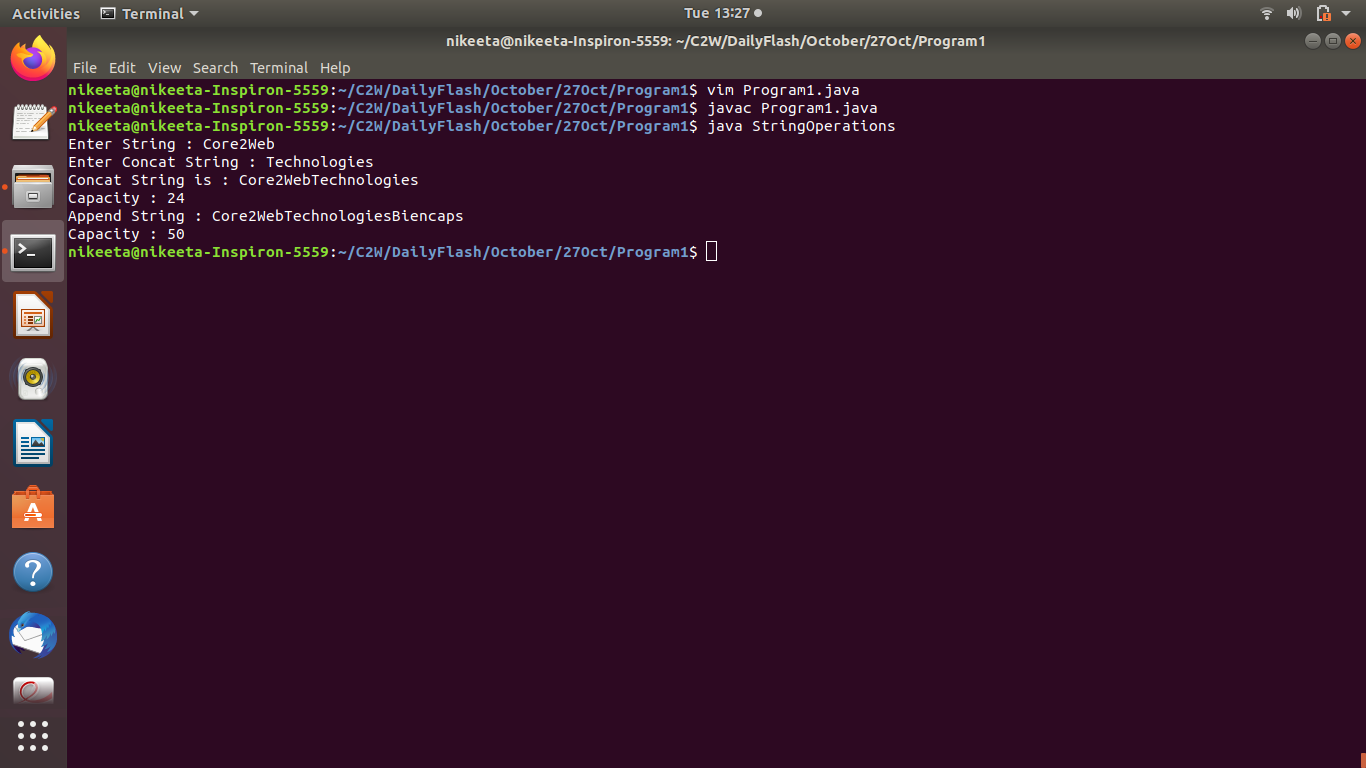 Activities Terminal Tue 13:27
nikeeta@nikeeta-Inspiron-5559: ~/C2W/DailyFlash/October/27Oct/Program1
File Edit View Search Terminal Help
nikeeta@nikeeta-Inspiron-5559:~/C2W/DailyFlash/October/27Oct/Program1$ vim Program1.java
nikeeta@nikeeta-Inspiron-5559:~/C2W/DailyFlash/October/27Oct/Program1$ javac Program1.java
nikeeta@nikeeta-Inspiron-5559:~/C2W/DailyFlash/October/27Oct/Program1$ java StringOperations
Enter String : Core2Web
Enter Concat String : Technologies
Concat String is : Core2WebTechnologies
Capacity : 24
Append String : Core2WebTechnologiesBiencaps
Capacity : 50
nikeeta@nikeeta-Inspiron-5559:~/C2W/DailyFlash/October/27Oct/Program1$